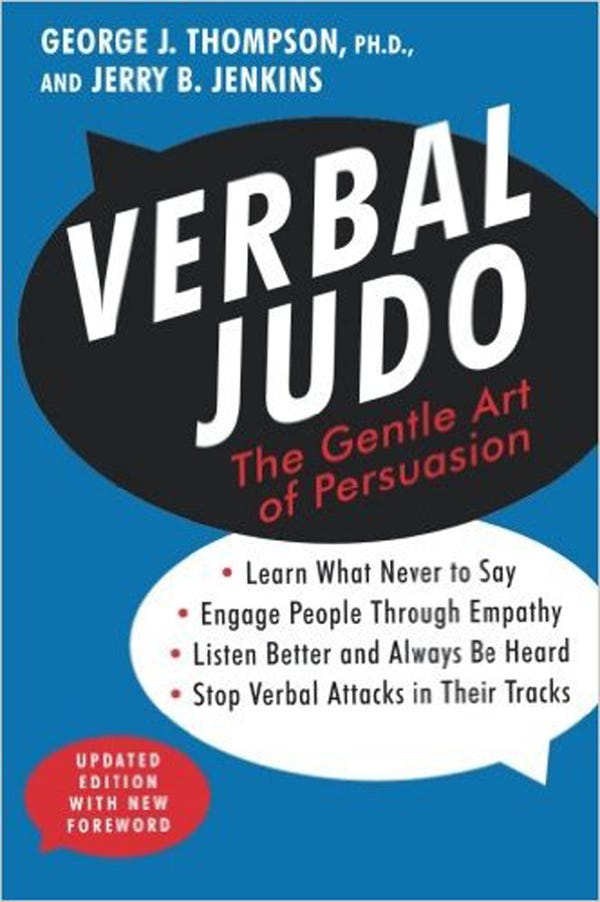 GEORGE J. THOMPSON, PH.D.,
AND JERRY B. JENKINS
VERBAL
JUDO
The Gentle Art
of Persuasion
• Learn What Never to Say
• Engage People Through Empathy
• Listen Better and Always Be Heard
• Stop Verbal Attacks in Their Tracks
UPDATED
EDITION
WITH NEW
FOREWORD